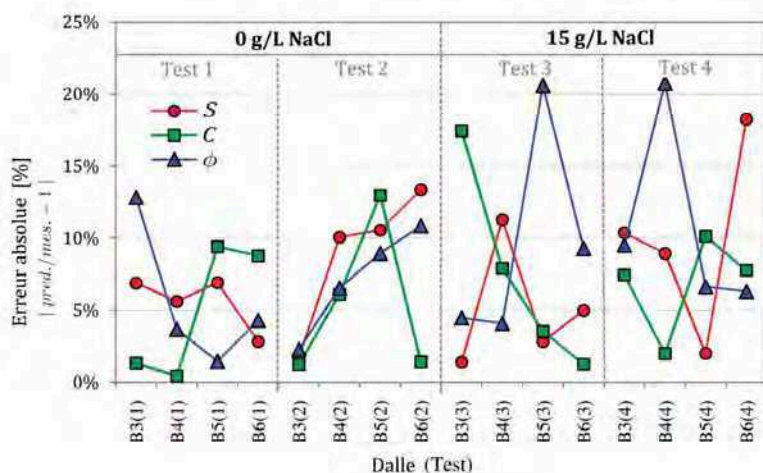 25%
20%
15%
10%
5%
0%
Erreur absolue [%]
| pred./mes. − 1 |
0 g/L NaCl
15 g/L NaCl
Test 1
Test 2
Test 3
Test 4
S
C
ϕ
B3(1)
B4(1)
B5(1)
B6(1)
B3(2)
B4(2)
B5(2)
B6(2)
B3(3)
B4(3)
B5(3)
B6(3)
B3(4)
B4(4)
B5(4)
B6(4)
Dalle (Test)